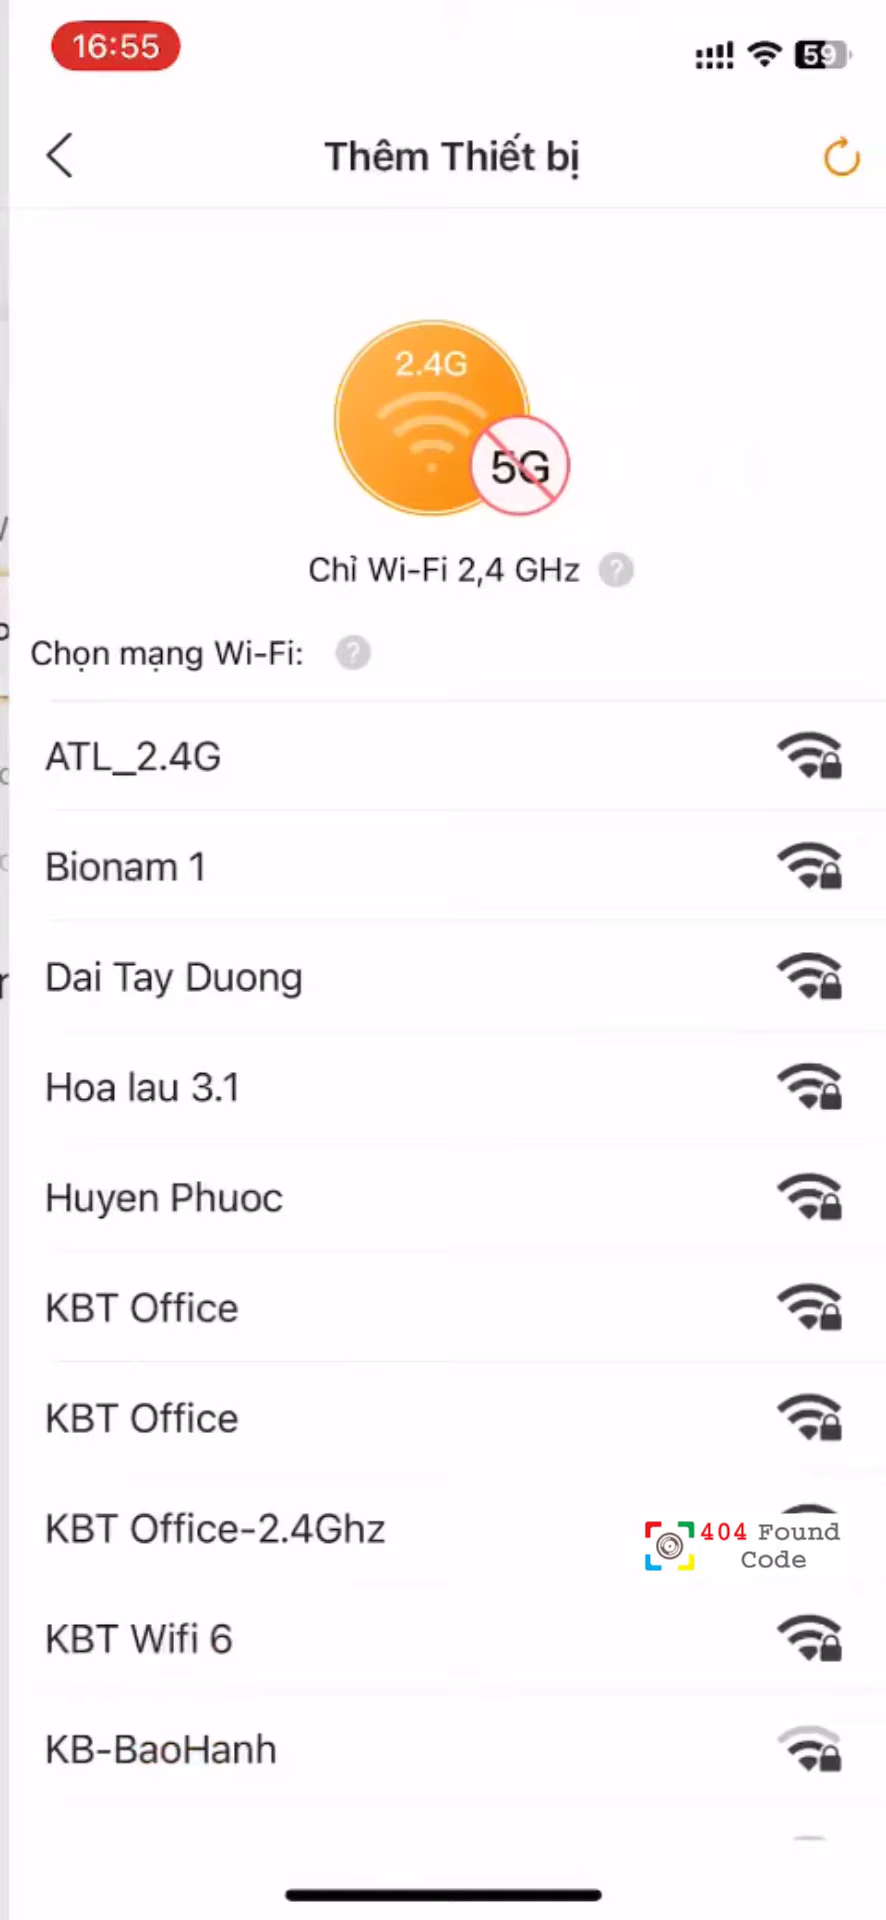 16:55
59
Thêm Thiết bị
2.4G
5G
Chỉ Wi-Fi 2,4 GHz ?
Chọn mạng Wi-Fi: ?
ATL_2.4G
Bionam 1
Dai Tay Duong
Hoa lau 3.1
Huyen Phuoc
KBT Office
KBT Office
KBT Office-2.4Ghz
404 Found
Code
KBT Wifi 6
KB-BaoHanh